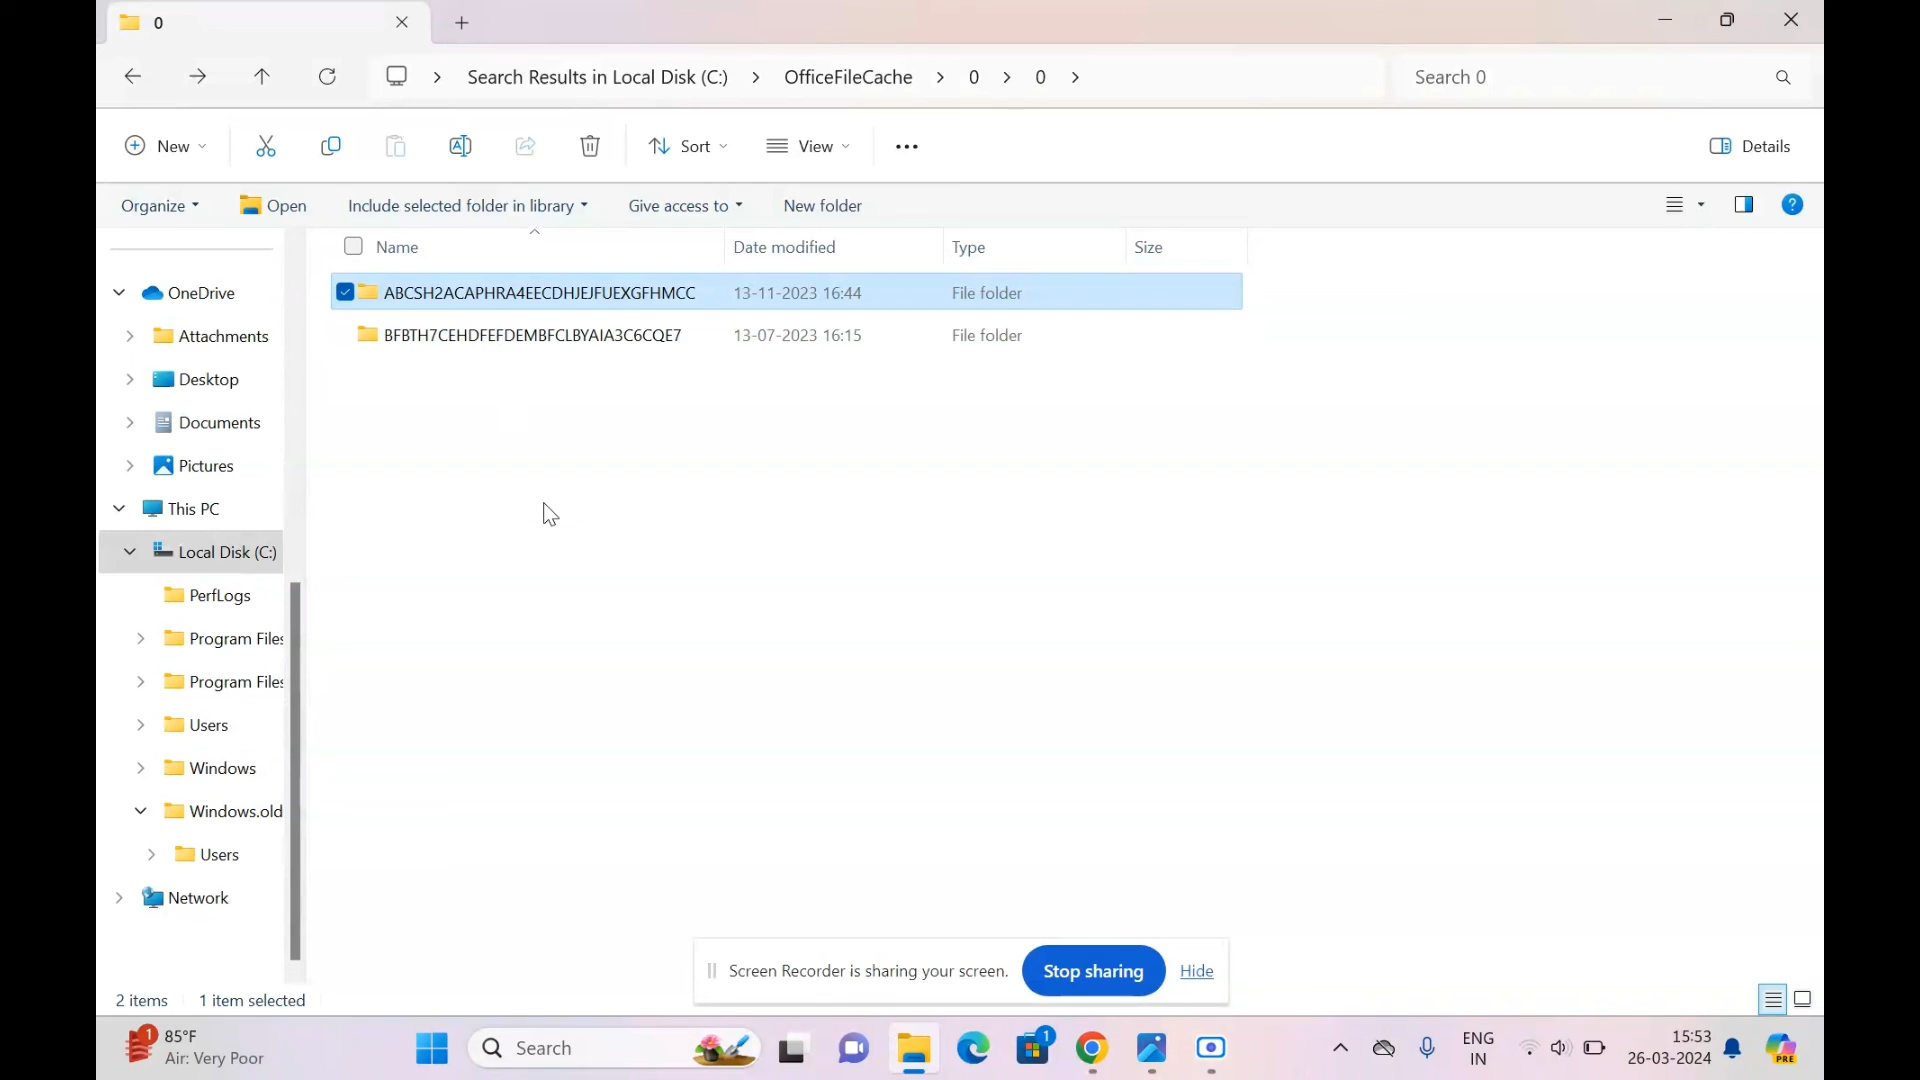 0
Search Results in Local Disk (C:) > OfficeFileCache > 0 > 0 >
Search 0
New
Sort
View
Details
Organize
Open
Include selected folder in library
Give access to
New folder
Name
Date modified
Type
Size
ABCSH2ACAPHRA4EECDHJEJFUEXGFHMCC 13-11-2023 16:44 File folder
BFBTH7CEHDFEFDEMBFCLBYAIA3C6CQE7 13-07-2023 16:15 File folder
OneDrive
Attachments
Desktop
Documents
Pictures
This PC
Local Disk (C:)
PerfLogs
Program Files
Program Files
Users
Windows
Windows.old
Users
Network
Screen Recorder is sharing your screen.
Stop sharing
Hide
2 items
1 item selected
1
85°F
Air: Very Poor
Search
1
ENG
IN
15:53
26-03-2024
PRE